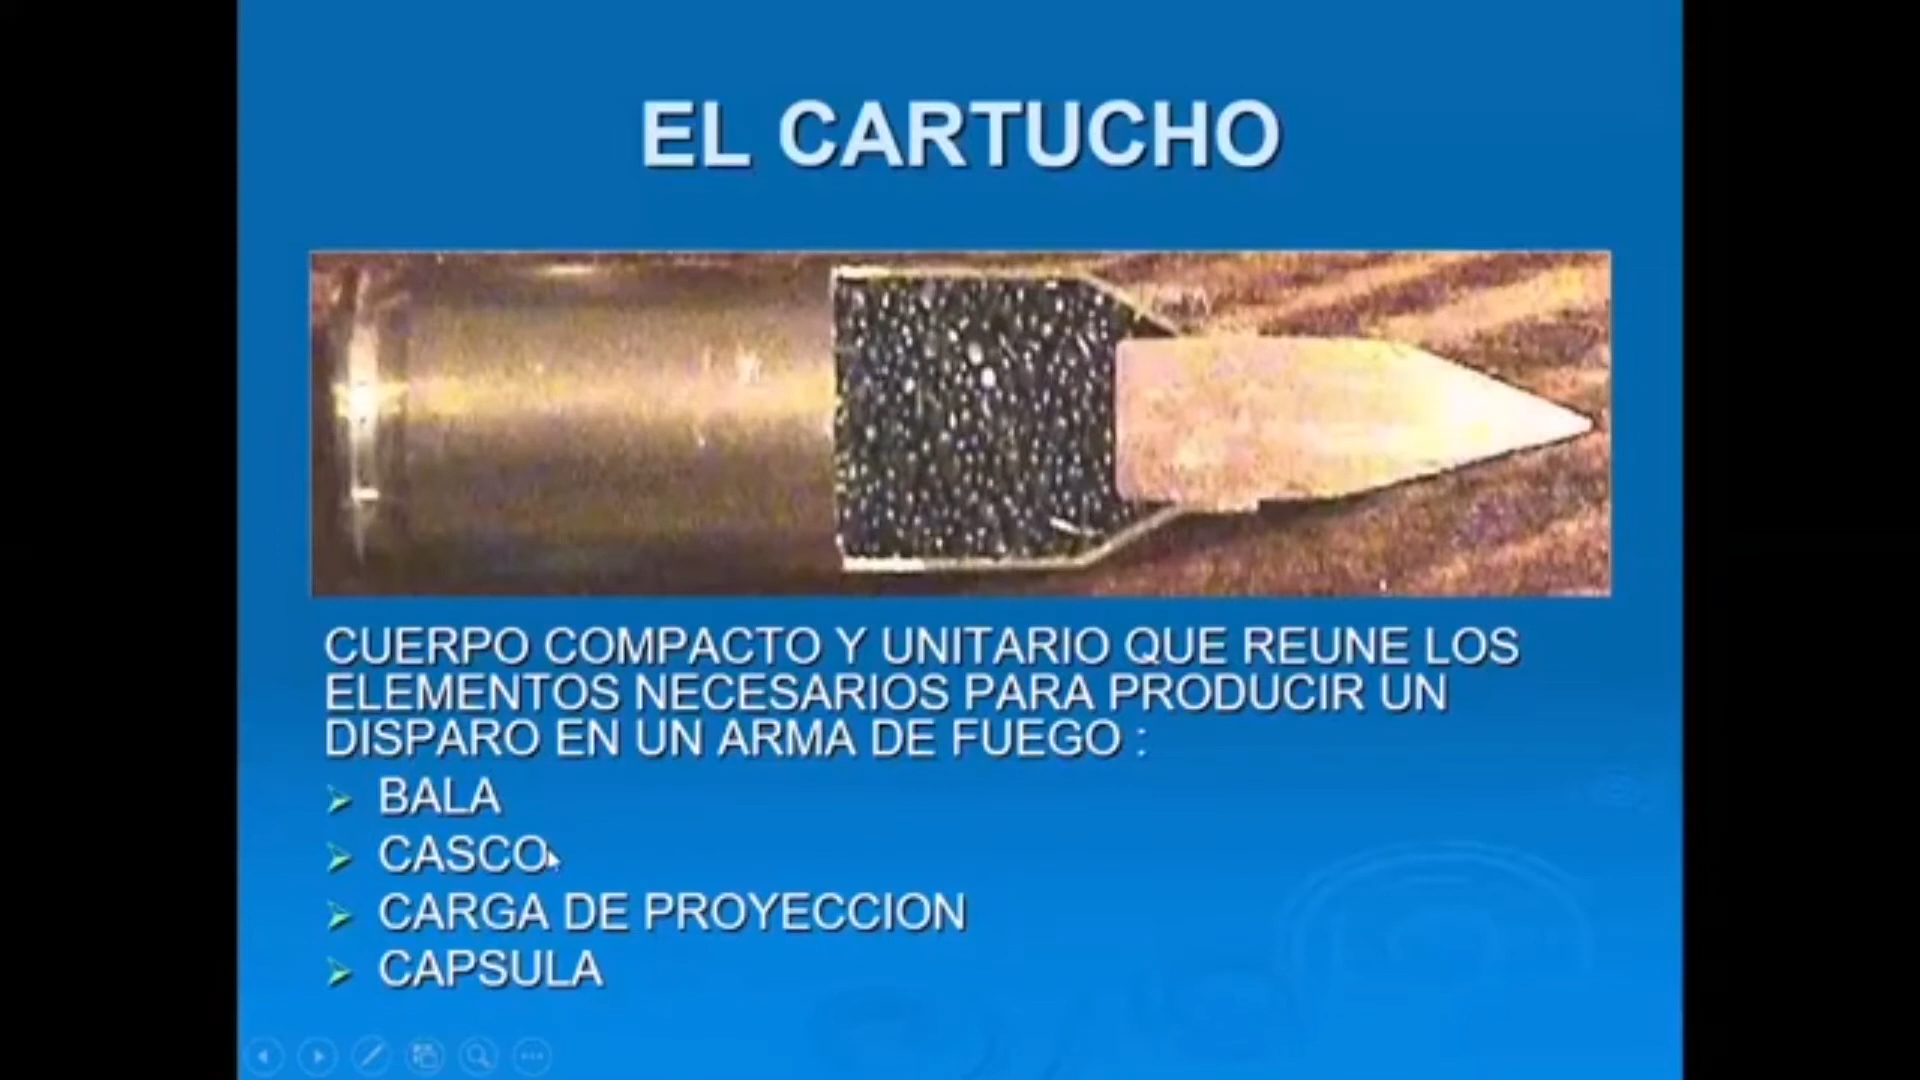 EL CARTUCHO
CUERPO COMPACTO Y UNITARIO QUE REUNE LOS
ELEMENTOS NECESARIOS PARA PRODUCIR UN
DISPARO EN UN ARMA DE FUEGO :
BALA
CASCO
CARGA DE PROYECCION
CAPSULA